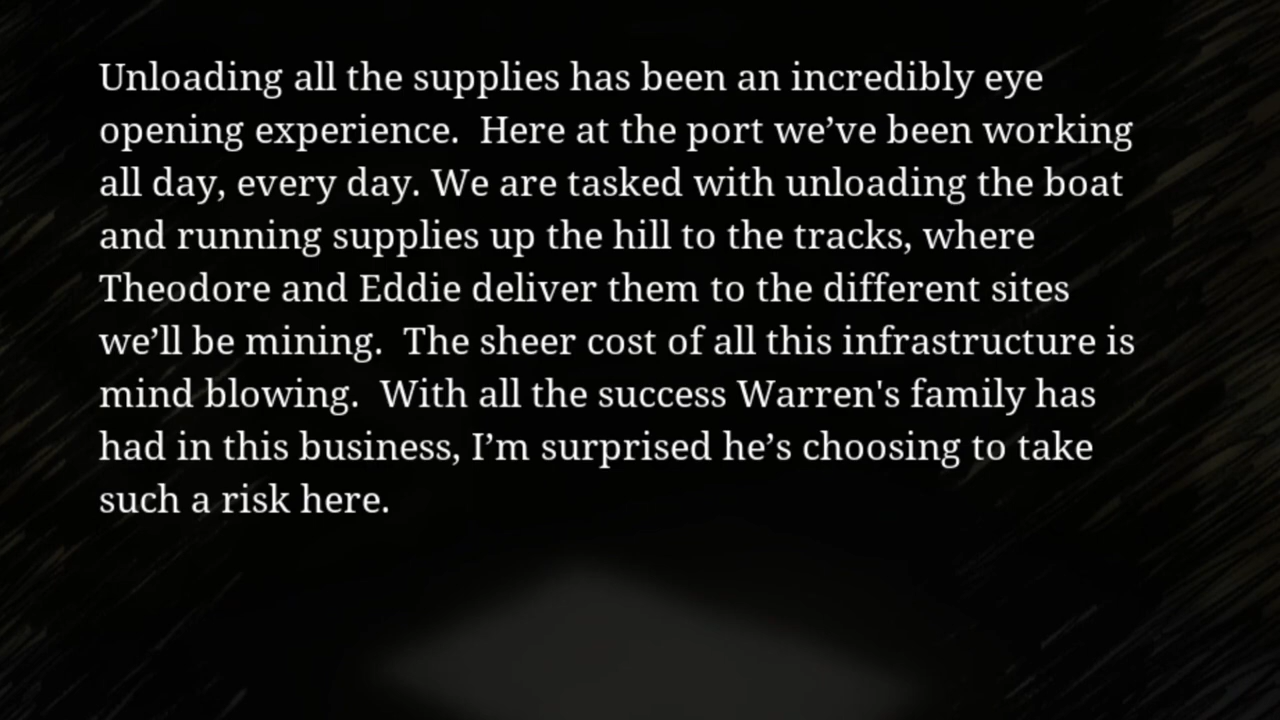 Unloading all the supplies has been an incredibly eye
opening experience.  Here at the port we’ve been working
all day, every day. We are tasked with unloading the boat
and running supplies up the hill to the tracks, where
Theodore and Eddie deliver them to the different sites
we’ll be mining.  The sheer cost of all this infrastructure is
mind blowing.  With all the success Warren's family has
had in this business, I’m surprised he’s choosing to take
such a risk here.